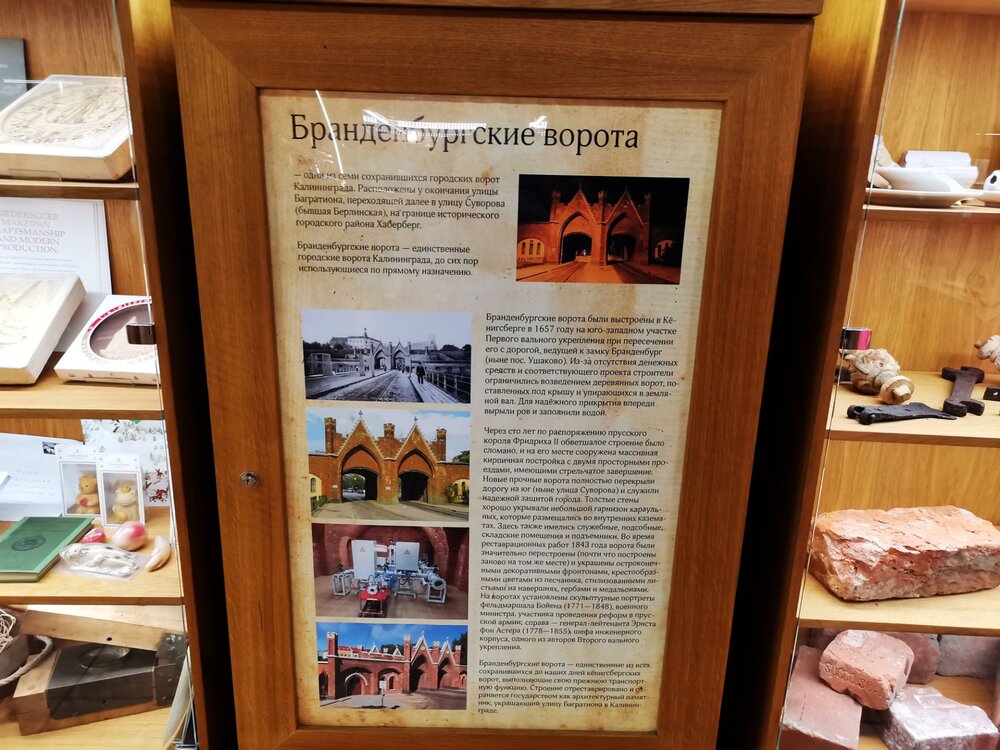 Бранденбургские ворота
— одни из семи сохранившихся городских ворот
Калининграда. Расположены у окончания улицы
Багратиона, переходящей далее в улицу Суворова
(бывшая Берлинская), на границе исторического
городского района Хаберберг.
Бранденбургские ворота — единственные
городские ворота Калининграда, до сих пор
использующиеся по прямому назначению.
Бранденбургские ворота были выстроены в Кё-
нигсберге в 1657 году на юго-западном участке
Первого вального укрепления при пересечении
его с дорогой, ведущей к замку Бранденбург
(ныне пос. Ушаково). Из-за отсутствия денежных
средств и соответствующего проекта строители
ограничились возведением деревянных ворот, по-
ставленных под крышу и упирающихся в земля-
ной вал. Для надёжного прикрытия впереди
вырыли ров и запоянили водой.
Через сто лет по распоряжению прусского
короля Фридриха II обветшалое строение было
сломано, и на его месте сооружена массивная
кирпичная постройка с двумя просторными про-
ездами, имеющими стрельчатое завершение.
Новые прочные ворота полностью перекрыли
дорогу на юг (ныне улица Суворова) и служили
надежной защитой города. Толстые стены
хорошо укрывали небольшой гарнизон карауль-
ных, которые размещались во внутренних казема-
тах. Здесь также имелись служебные, подсобные,
складские помещения и подъемники. Во время
реставрационных работ 1843 года ворота были
значительно перестроены (почти что построены
заново на том же месте) и украшены остроконеч-
ными декоративными фронтонами, крестообраз-
ными цветами из песчаника, стилизованными ли-
стьями на навершиях, гербами и медальонами.
На воротах установлены скульптурные портреты
фельдмаршала Бойена (1771—1848), военного
министра, участника проведения реформ в прус-
ской армии; справа — генерал-лейтенанта Эрнста
фон Астера (1778—1855), шефа инженерного
корпуса, одного из авторов Второго вального
укрепления.
Бранденбургские ворота — единственные из всех
сохранившихся до наших дней кёнигсбергских
ворот, выполняющие свою прежнюю транспорт-
ную функцию. Строение отреставрировано и ох-
раняется государством как архитектурный памят-
ник, украшающий улицу Багратиона в Калинин-
граде.
NIEDEREGGER
MARZIPAN,
CRAFTSMANSHIP
AND MODERN
PRODUCTION.
SUCCO